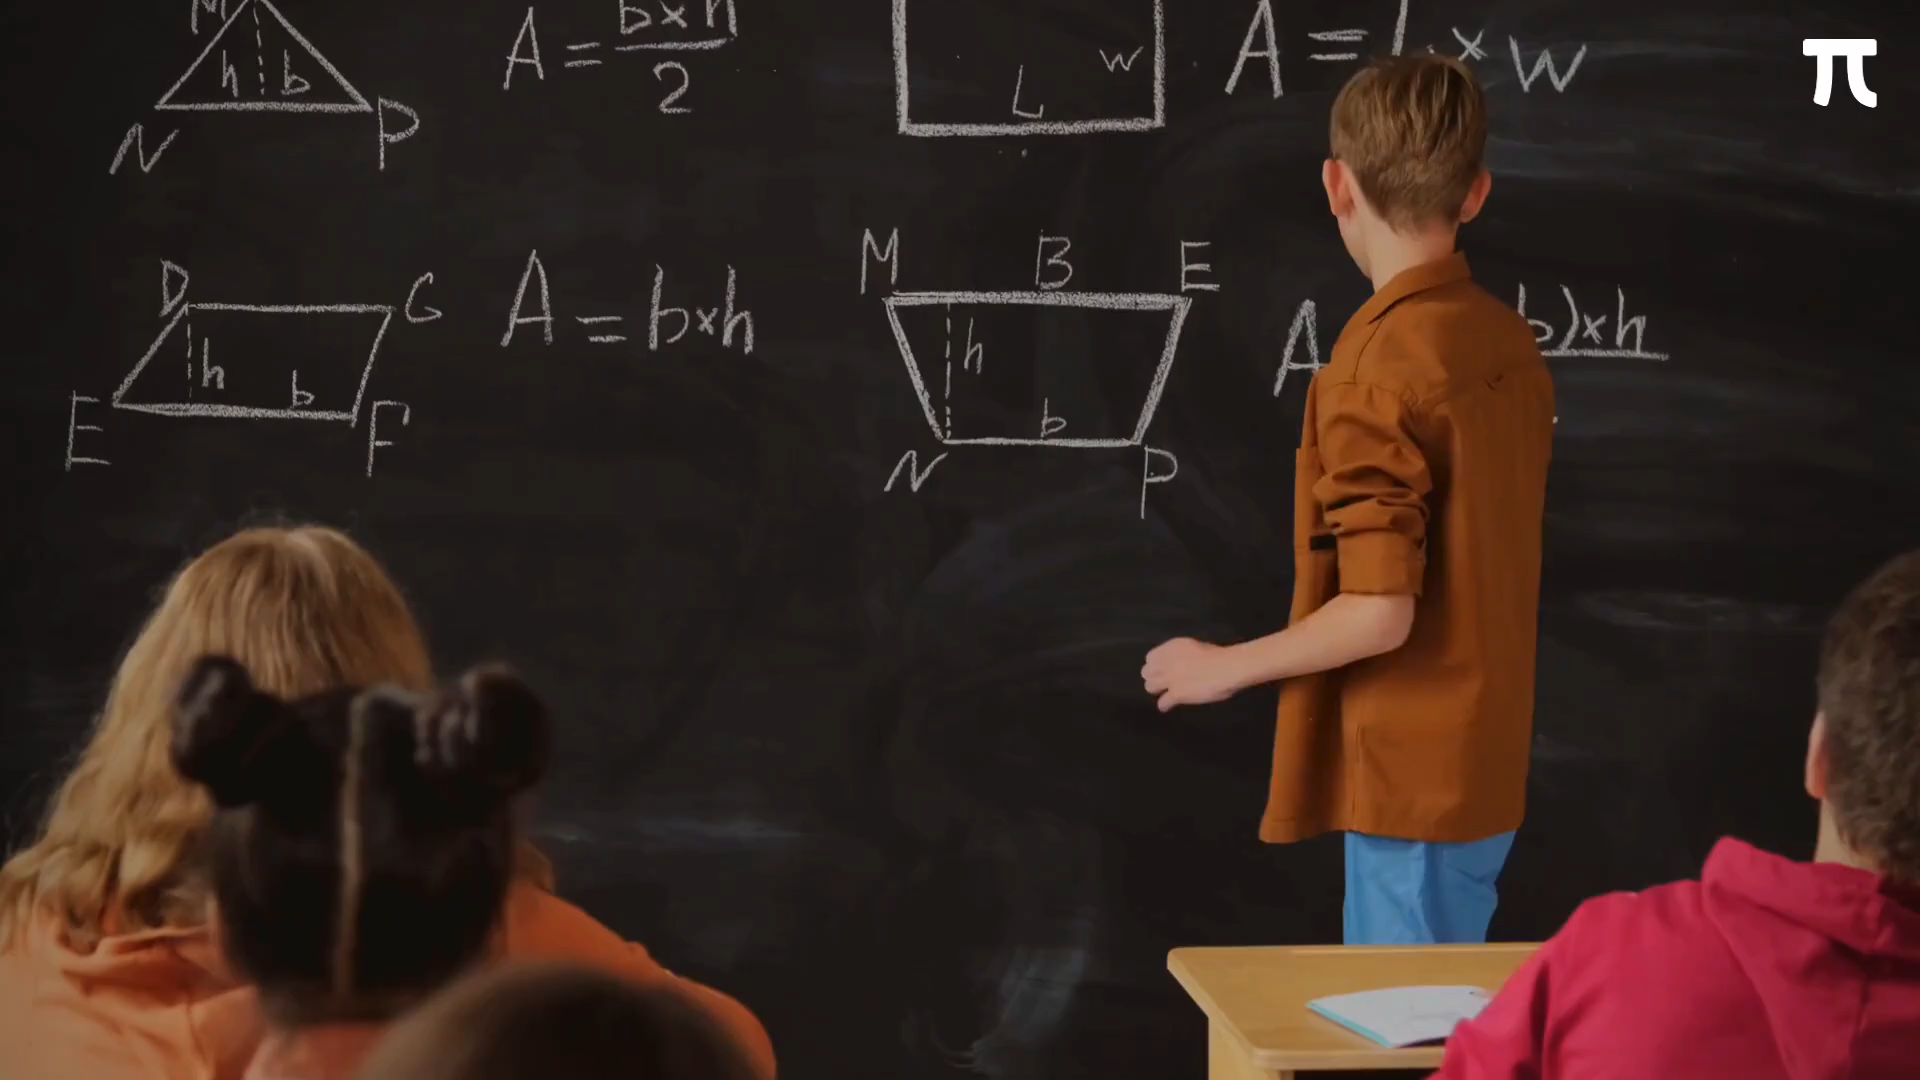 M
h b
N P
A = b×h
2
L w
A = L × w
D G
h b
E F
A = b×h
M B E
h
b
N P
A b)×h
π